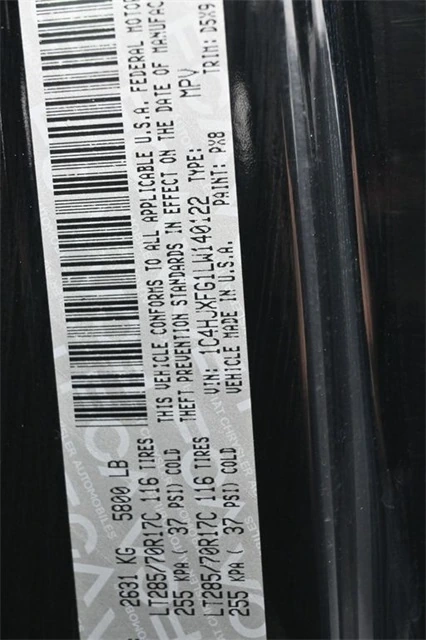 2631 KG 5800 LB
LT285/70R17C 116 TIRES
255 KPA ( 37 PSI) COLD
LT285/70R17C 116 TIRES
255 KPA ( 37 PSI) COLD
THIS VEHICLE CONFORMS TO ALL APPLICABLE U.S.A. FEDERAL MOTOR
THEFT PREVENTION STANDARDS IN EFFECT ON THE DATE OF MANUFAC
VIN: 1C4HJXFG1LW140122 TYPE: MPV
VEHICLE MADE IN U.S.A. PAINT: PX8 TRIM: D5X9